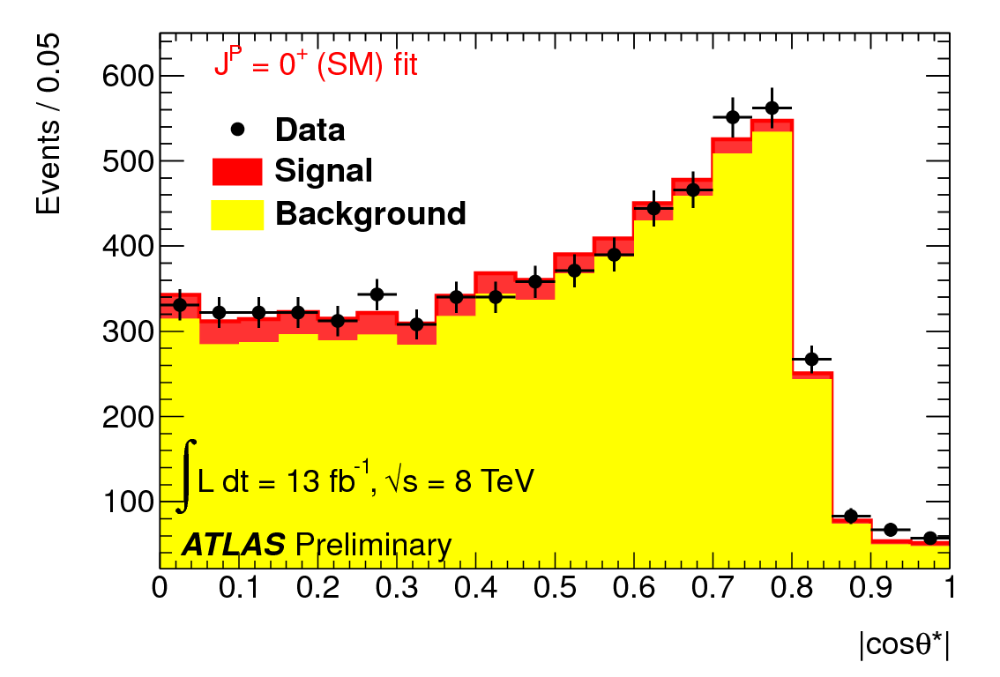 Events / 0.05
600
500
400
300
200
100
J^P = 0^+ (SM) fit
Data
Signal
Background
∫ L dt = 13 fb^-1, √s = 8 TeV
ATLAS Preliminary
0 0.1 0.2 0.3 0.4 0.5 0.6 0.7 0.8 0.9 1
|cosθ*|